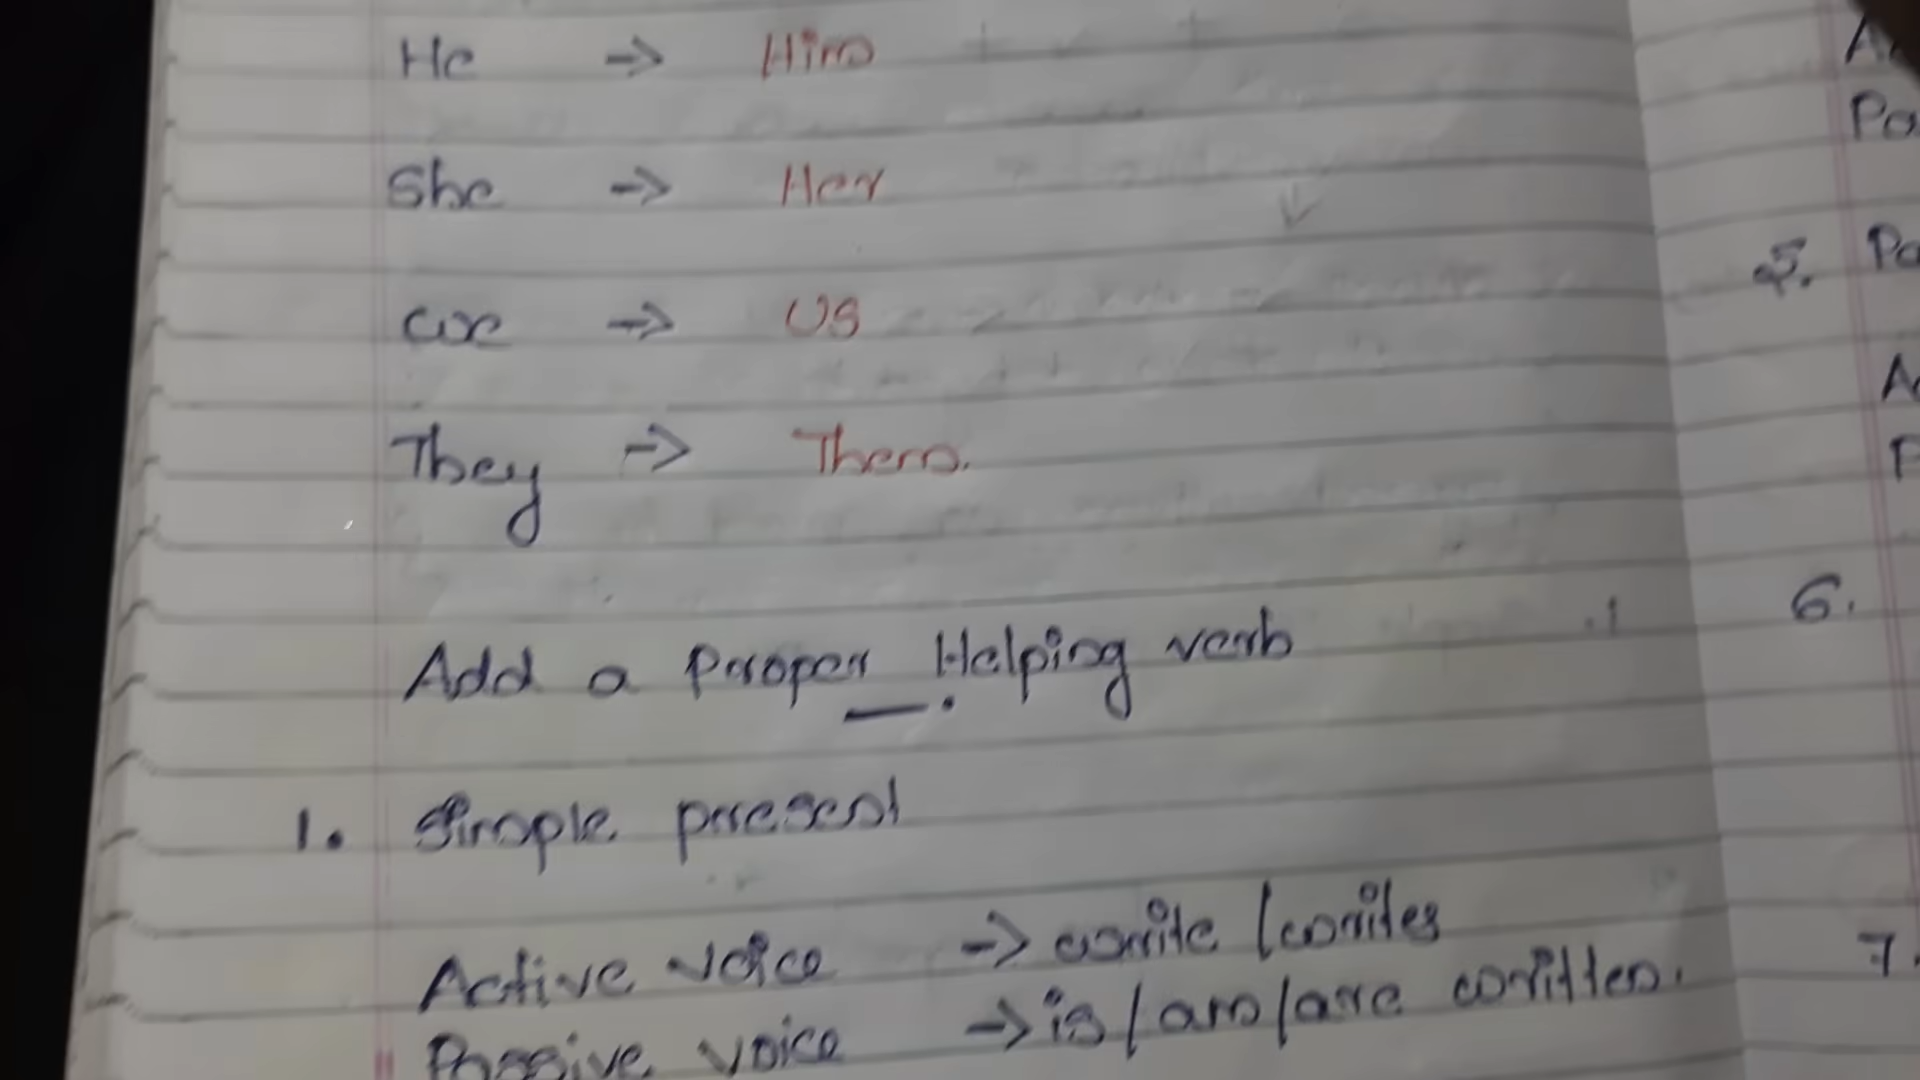 He → Him
She → Her
we → us
They → Them.
Add a proper Helping verb
1. Simple present
Active voice → write / writes
Passive voice → is / am / are written.
5.
6.
7.